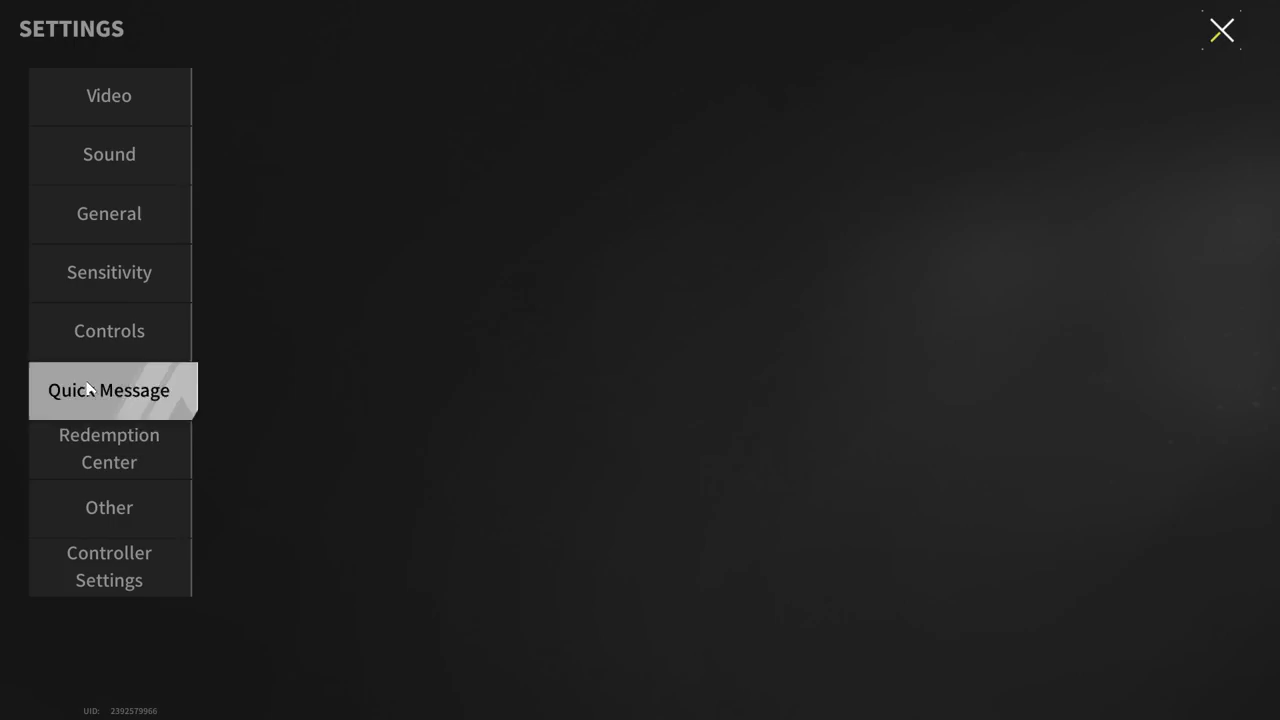 SETTINGS
Video
Sound
General
Sensitivity
Controls
Quick Message
Redemption
Center
Other
Controller
Settings
UID: 2392579966